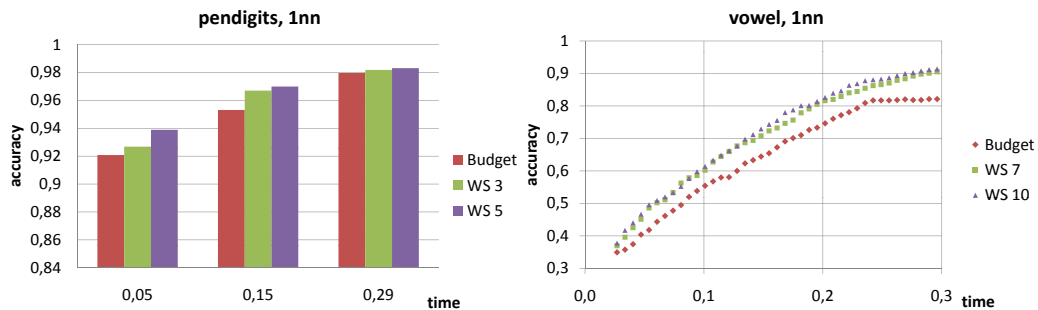 pendigits, 1nn
accuracy
1
0,98
0,96
0,94
0,92
0,9
0,88
0,86
0,84
0,05
0,15
0,29
time
Budget
WS 3
WS 5
vowel, 1nn
accuracy
1
0,9
0,8
0,7
0,6
0,5
0,4
0,3
0,0
0,1
0,2
0,3
time
Budget
WS 7
WS 10